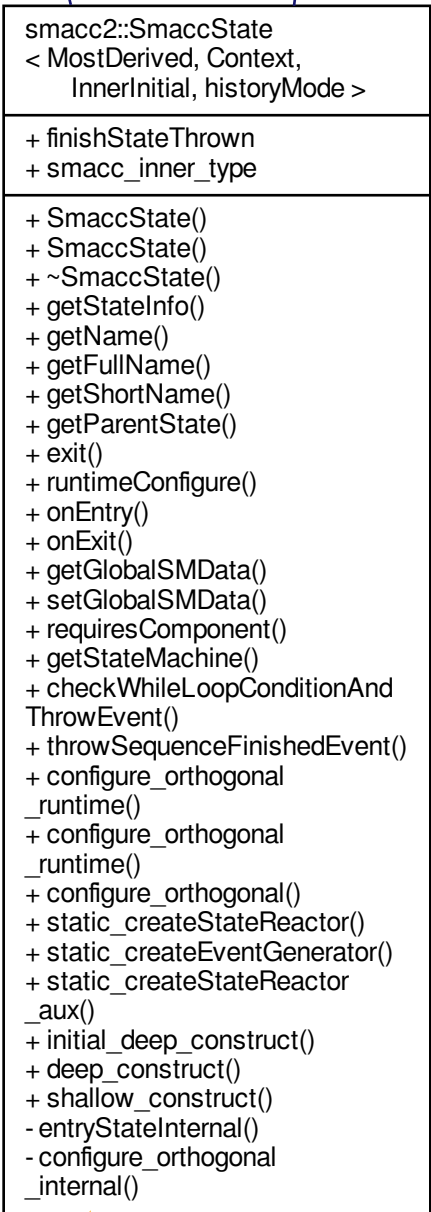 smacc2::SmaccState
< MostDerived, Context,
InnerInitial, historyMode >
+ finishStateThrown
+ smacc_inner_type
+ SmaccState()
+ SmaccState()
+ ~SmaccState()
+ getStateInfo()
+ getName()
+ getFullName()
+ getShortName()
+ getParentState()
+ exit()
+ runtimeConfigure()
+ onEntry()
+ onExit()
+ getGlobalSMData()
+ setGlobalSMData()
+ requiresComponent()
+ getStateMachine()
+ checkWhileLoopConditionAnd
ThrowEvent()
+ throwSequenceFinishedEvent()
+ configure_orthogonal
_runtime()
+ configure_orthogonal
_runtime()
+ configure_orthogonal()
+ static_createStateReactor()
+ static_createEventGenerator()
+ static_createStateReactor
_aux()
+ initial_deep_construct()
+ deep_construct()
+ shallow_construct()
- entryStateInternal()
- configure_orthogonal
_internal()